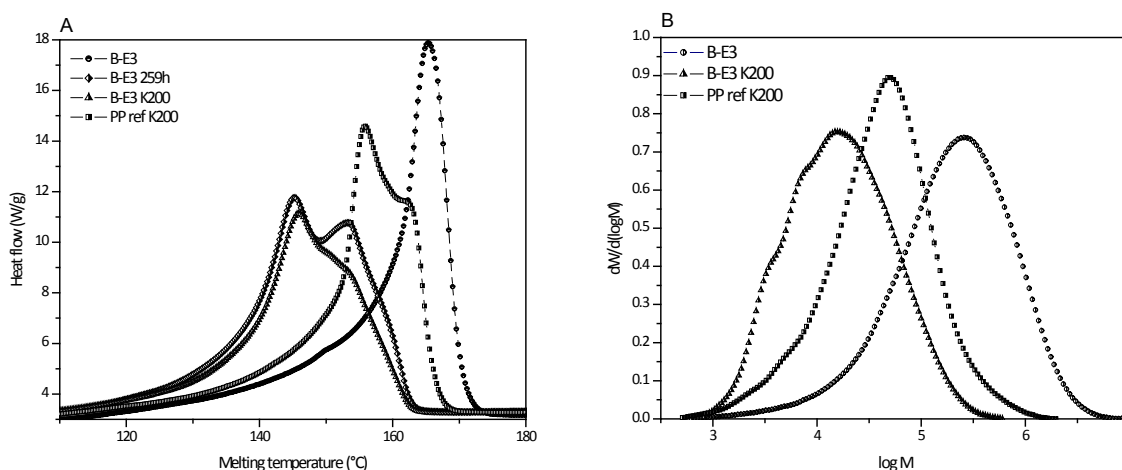 A
18
16
14
12
10
8
6
4
Heat flow (W/g)
120
140
160
180
Melting temperature (°C)
B-E3
B-E3 259h
B-E3 K200
PP ref K200
B
1.0
0.9
0.8
0.7
0.6
0.5
0.4
0.3
0.2
0.1
0.0
dW/d(logM)
3
4
5
6
log M
B-E3
B-E3 K200
PP ref K200